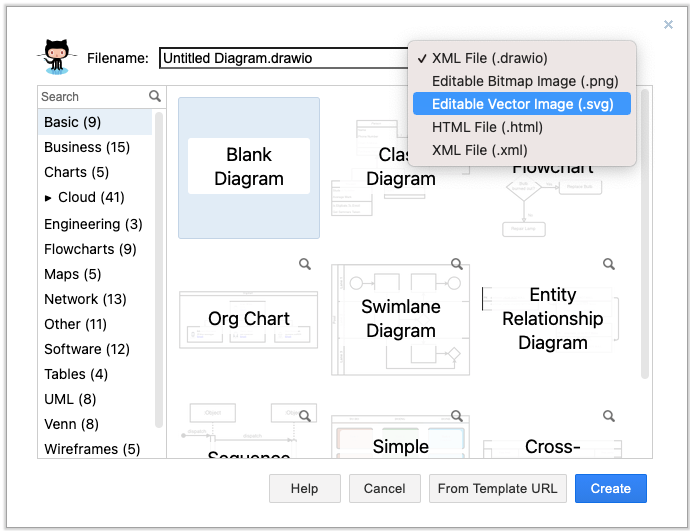 Filename:
Untitled Diagram.drawio
✓ XML File (.drawio)
Editable Bitmap Image (.png)
Editable Vector Image (.svg)
HTML File (.html)
XML File (.xml)
Search
Basic (9)
Business (15)
Charts (5)
▸ Cloud (41)
Engineering (3)
Flowcharts (9)
Maps (5)
Network (13)
Other (11)
Software (12)
Tables (4)
UML (8)
Venn (8)
Wireframes (5)
Blank
Diagram
Diagram
Flowchart
Org Chart
Swimlane
Diagram
Entity
Relationship
Diagram
Object
dispatch
dispatch
Sequence
Simple
Cross-
Help
Cancel
From Template URL
Create